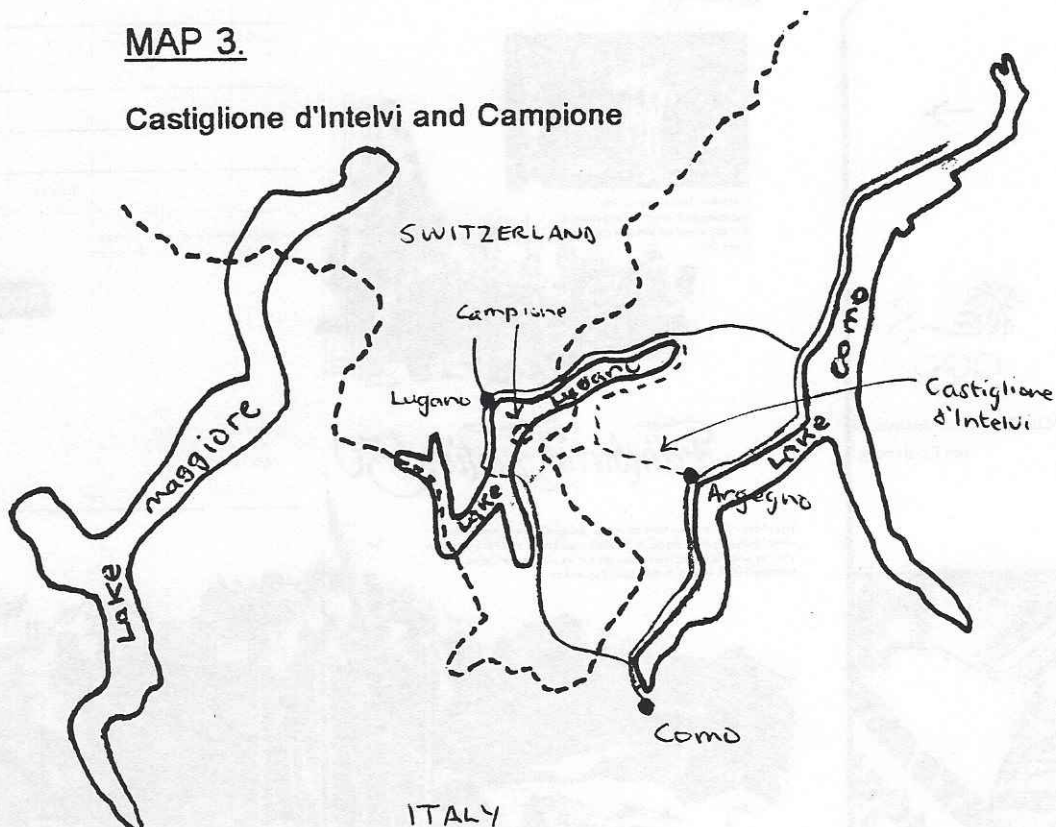 MAP 3.
Castiglione d'Intelvi and Campione
SWITZERLAND
Campione
Lugano
Lake Lugano
Lake Maggiore
Lake Como
Castiglione
d'Intelvi
Argegno
Como
ITALY